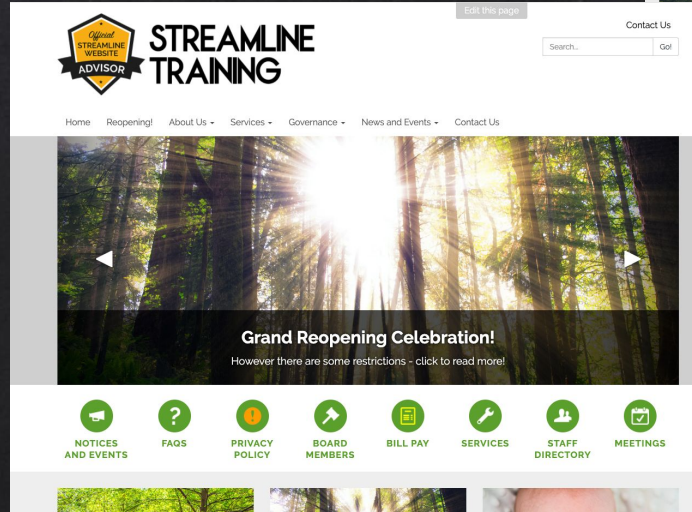 Edit this page
Contact Us
Official
STREAMLINE
WEBSITE
ADVISOR
STREAMLINE
TRAINING
Search...
Go!
Home Reopening! About Us Services Governance News and Events Contact Us
Grand Reopening Celebration!
However there are some restrictions - click to read more!
NOTICES
AND EVENTS
FAQS
PRIVACY
POLICY
BOARD
MEMBERS
BILL PAY
SERVICES
STAFF
DIRECTORY
MEETINGS